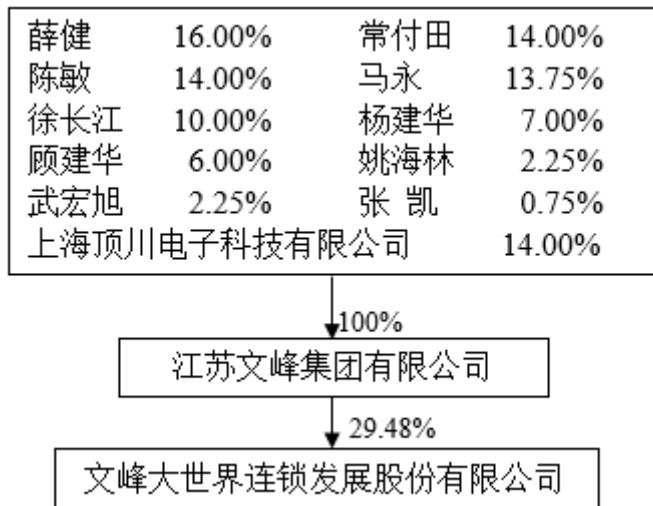 薛健 16.00% 常付田 14.00%
陈敏 14.00% 马永 13.75%
徐长江 10.00% 杨建华 7.00%
顾建华 6.00% 姚海林 2.25%
武宏旭 2.25% 张 凯 0.75%
上海顶川电子科技有限公司 14.00%
100%
江苏文峰集团有限公司
29.48%
文峰大世界连锁发展股份有限公司